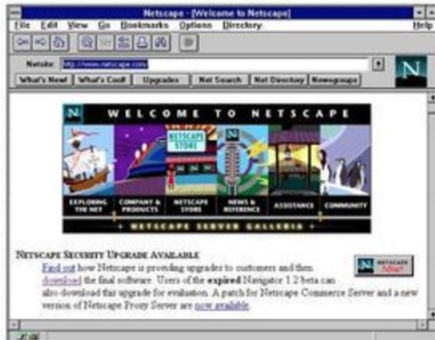 Netscape - [Welcome to Netscape]
File Edit View Go Bookmarks Options Directory Help
Netsite: http://www.netscape.com/
What's New! What's Cool! Upgrades Net Search Net Directory Newsgroups
N
WELCOME TO NETSCAPE
NETSCAPE STORE
EXPLORING THE NET
COMPANY & PRODUCTS
NETSCAPE STORE
NEWS & REFERENCE
ASSISTANCE
COMMUNITY
NETSCAPE SERVER GALLERIA
NETSCAPE SECURITY UPGRADE AVAILABLE
Find out how Netscape is providing upgrades to customers and then
download the final software. Users of the expired Navigator 1.2 beta can
also download this upgrade for evaluation. A patch for Netscape Commerce Server and a new
version of Netscape Proxy Server are now available.
N NETSCAPE
Now!